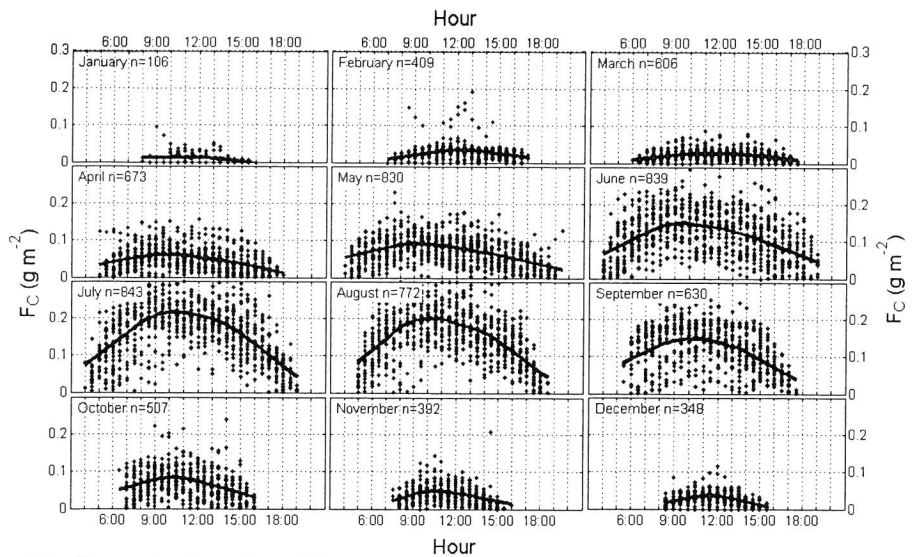 Hour
6:00 9:00 12:00 15:00 18:00 6:00 9:00 12:00 15:00 18:00 6:00 9:00 12:00 15:00 18:00
0.3 January n=106 February n=409 March n=606 0.3
0.2 0.2
0.1 0.1
0 0
April n=673 May n=830 June n=839
0.2 0.2
0.1 0.1
0 0
July n=843 August n=772 September n=630
0.2 0.2
0.1 0.1
0 0
October n=507 November n=392 December n=348
0.2 0.2
0.1 0.1
0 0
6:00 9:00 12:00 15:00 18:00 6:00 9:00 12:00 15:00 18:00 6:00 9:00 12:00 15:00 18:00
Hour
F_C (g m⁻²)
F_C (g m⁻²)